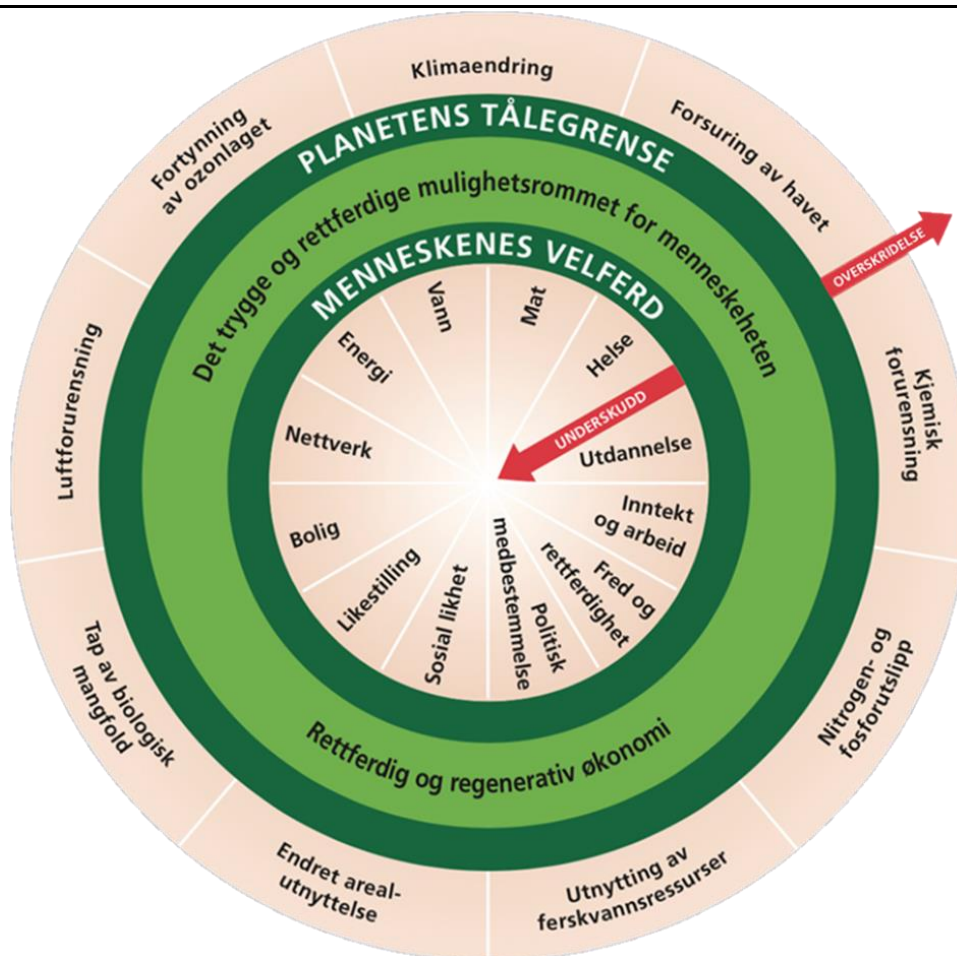 Klimaendring
Forsuring av havet
OVERSKRIDELSE
Kjemisk
forurensning
Nitrogen- og
fosforutslipp
Utnytting av
ferskvannsressurser
Endret areal-
utnyttelse
Tap av biologisk
mangfold
Luftforurensning
Fortynning
av ozonlaget
PLANETENS TÅLEGRENSE
Det trygge og rettferdige mulighetsrommet for menneskeheten
MENNESKENES VELFERD
Mat
Helse
UNDERSKUDD
Utdannelse
Inntekt
og arbeid
Fred og
rettferdighet
Politisk
medbestemmelse
Sosial likhet
Likestilling
Bolig
Nettverk
Energi
Vann
Rettferdig og regenerativ økonomi